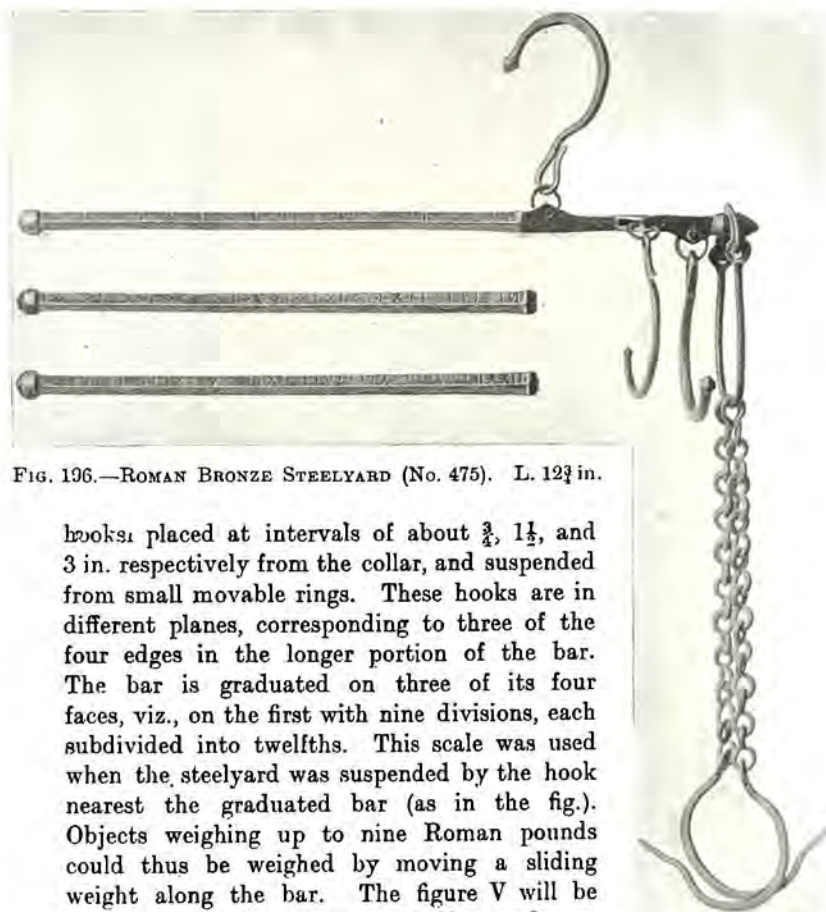 FIG. 196.—ROMAN BRONZE STEELYARD (No. 475). L. 12¾ in.
placed at intervals of about ¾, 1½, and
3 in. respectively from the collar, and suspended
from small movable rings. These hooks are in
different planes, corresponding to three of the
four edges in the longer portion of the bar.
The bar is graduated on three of its four
faces, viz., on the first with nine divisions, each
subdivided into twelfths. This scale was used
when the steelyard was suspended by the hook
nearest the graduated bar (as in the fig.).
Objects weighing up to nine Roman pounds
could thus be weighed by moving a sliding
weight along the bar. The figure V will be